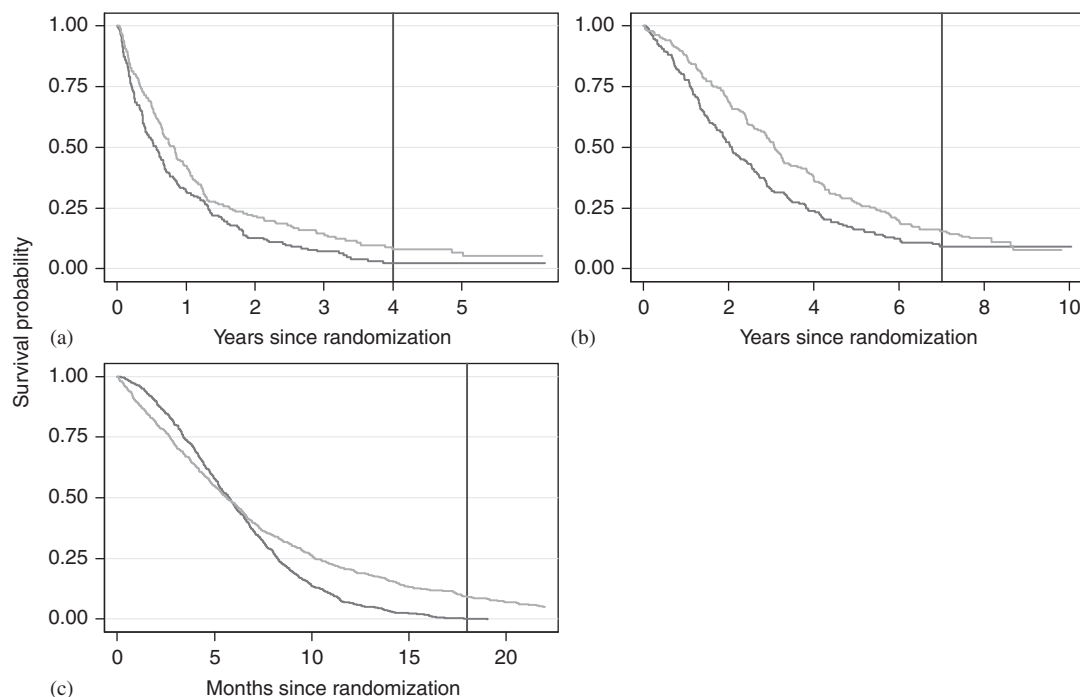 1.00
0.75
0.50
0.25
0.00
0 1 2 3 4 5
(a) Years since randomization
1.00
0.75
0.50
0.25
0.00
0 2 4 6 8 10
(b) Years since randomization
Survival probability
1.00
0.75
0.50
0.25
0.00
0 5 10 15 20
(c) Months since randomization